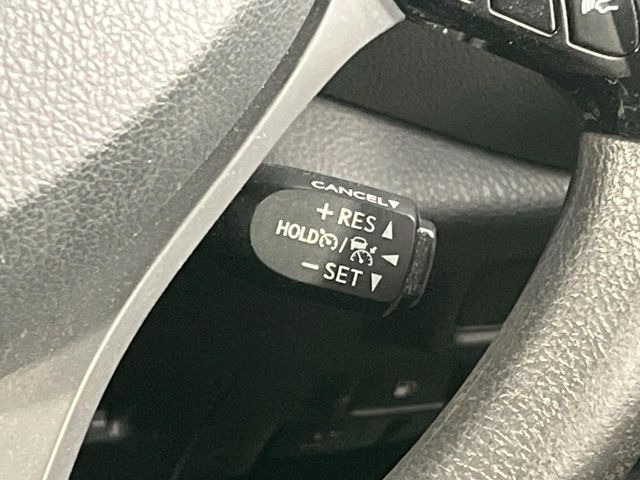 CANCEL▼
+ RES ▲
HOLD / ◀
− SET ▼